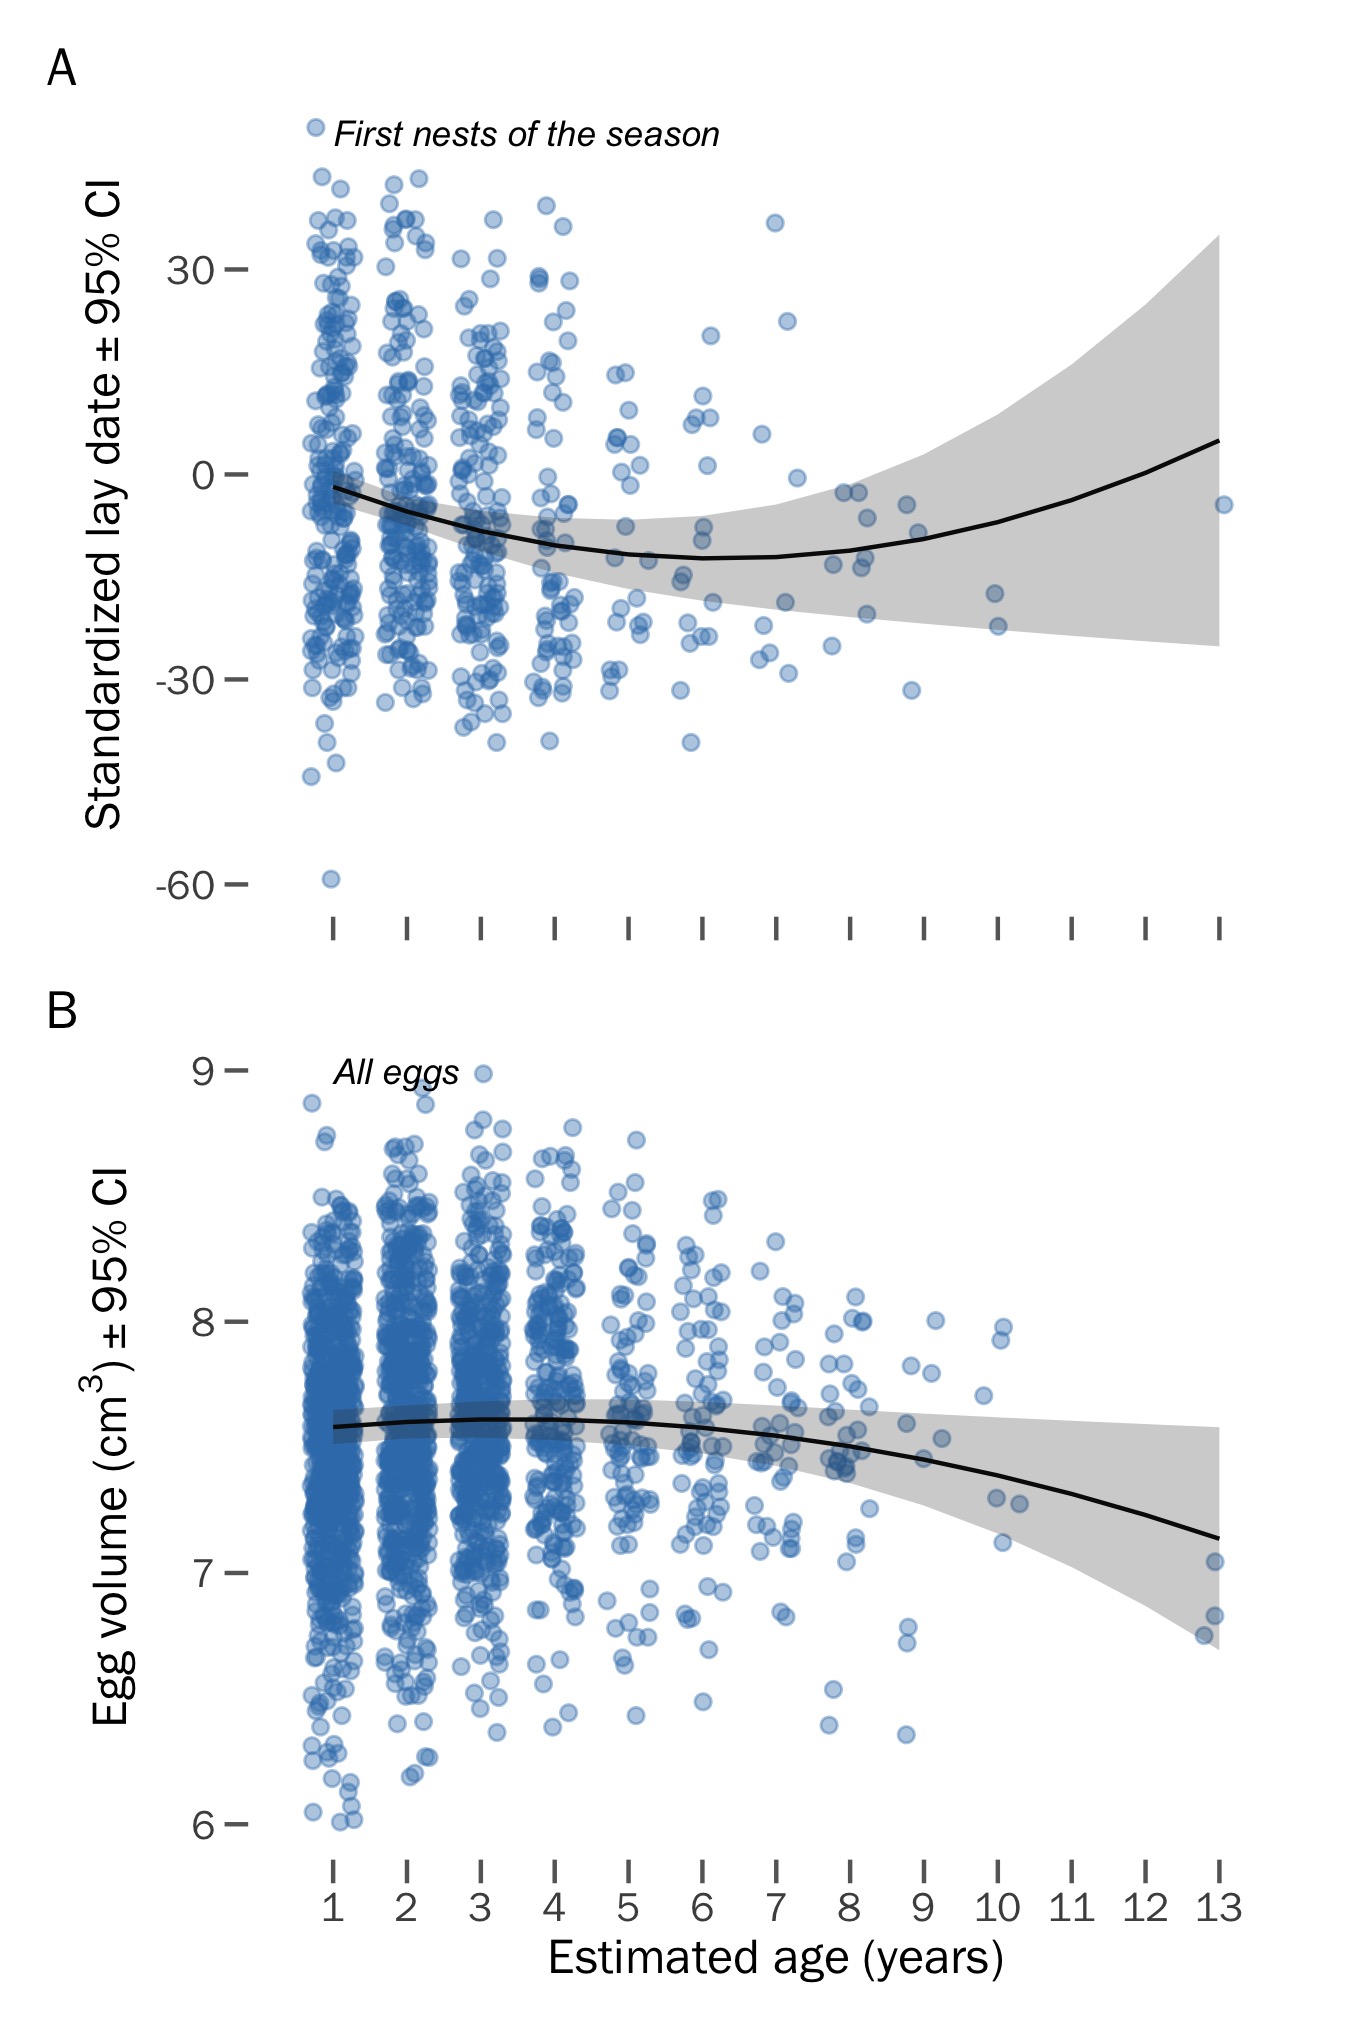 A
First nests of the season
Standardized lay date ± 95% CI
30
0
-30
-60
B
All eggs
Egg volume (cm³) ± 95% CI
9
8
7
6
1 2 3 4 5 6 7 8 9 10 11 12 13
Estimated age (years)